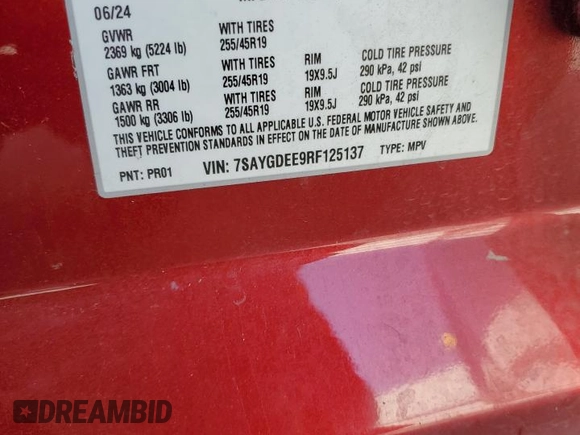 06/24
GVWR
2369 kg (5224 lb)
WITH TIRES
255/45R19
GAWR FRT
1363 kg (3004 lb)
WITH TIRES
255/45R19
RIM
19X9.5J
COLD TIRE PRESSURE
290 kPa, 42 psi
GAWR RR
1500 kg (3306 lb)
WITH TIRES
255/45R19
RIM
19X9.5J
COLD TIRE PRESSURE
290 kPa, 42 psi
THIS VEHICLE CONFORMS TO ALL APPLICABLE U.S. FEDERAL MOTOR VEHICLE SAFETY AND
THEFT PREVENTION STANDARDS IN EFFECT ON THE DATE OF MANUFACTURE SHOWN ABOVE.
PNT: PR01
VIN: 7SAYGDEE9RF125137
TYPE: MPV
DREAMBID